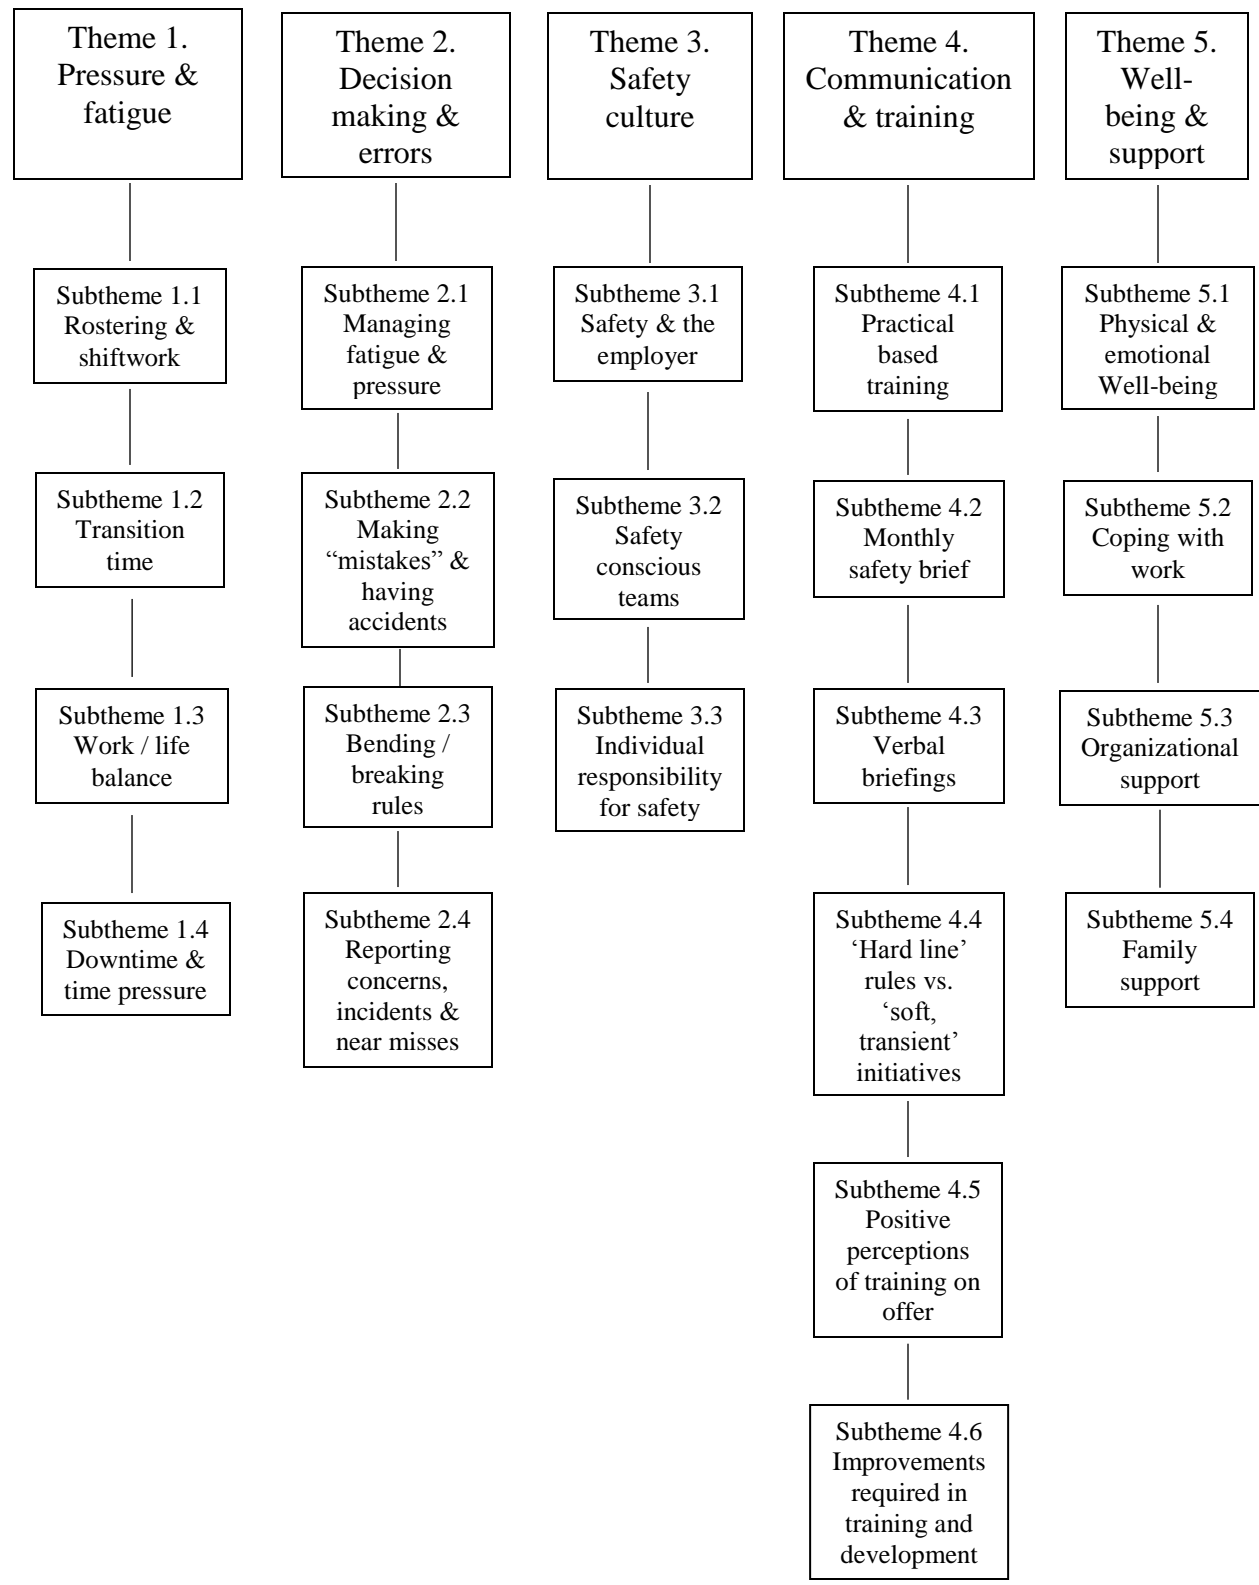 Theme 1.
Pressure &
fatigue
Subtheme 1.1
Rostering &
shiftwork
Subtheme 1.2
Transition
time
Subtheme 1.3
Work / life
balance
Subtheme 1.4
Downtime &
time pressure
Theme 2.
Decision
making &
errors
Subtheme 2.1
Managing
fatigue &
pressure
Subtheme 2.2
Making
“mistakes” &
having
accidents
Subtheme 2.3
Bending /
breaking
rules
Subtheme 2.4
Reporting
concerns,
incidents &
near misses
Theme 3.
Safety
culture
Subtheme 3.1
Safety & the
employer
Subtheme 3.2
Safety
conscious
teams
Subtheme 3.3
Individual
responsibility
for safety
Theme 4.
Communication
& training
Subtheme 4.1
Practical
based
training
Subtheme 4.2
Monthly
safety brief
Subtheme 4.3
Verbal
briefings
Subtheme 4.4
‘Hard line’
rules vs.
‘soft,
transient’
initiatives
Subtheme 4.5
Positive
perceptions
of training on
offer
Subtheme 4.6
Improvements
required in
training and
development
Theme 5.
Well-
being &
support
Subtheme 5.1
Physical &
emotional
Well-being
Subtheme 5.2
Coping with
work
Subtheme 5.3
Organizational
support
Subtheme 5.4
Family
support